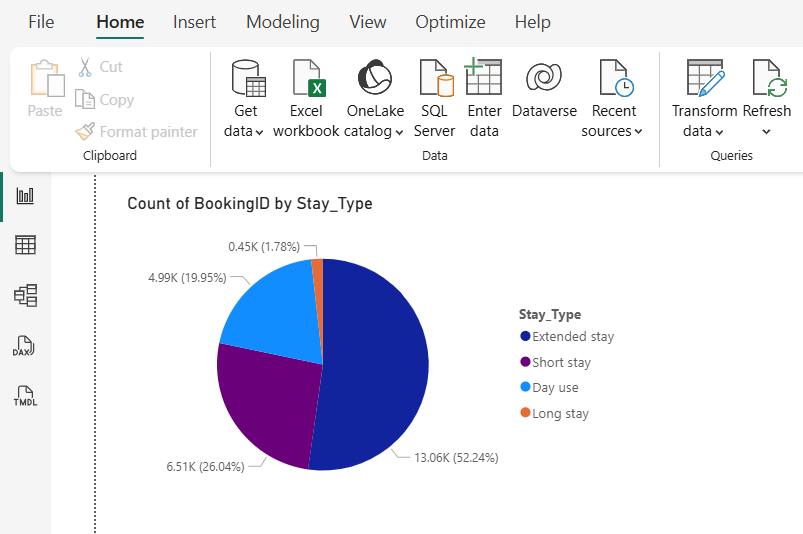 File Home Insert Modeling View Optimize Help
Paste
Cut
Copy
Format painter
Clipboard
Get
data
Excel
workbook
OneLake
catalog
SQL
Server
Enter
data
Dataverse
Recent
sources
Data
Transform
data
Refresh
Queries
DAX
TMDL
Count of BookingID by Stay_Type
0.45K (1.78%)
4.99K (19.95%)
6.51K (26.04%)
13.06K (52.24%)
Stay_Type
Extended stay
Short stay
Day use
Long stay